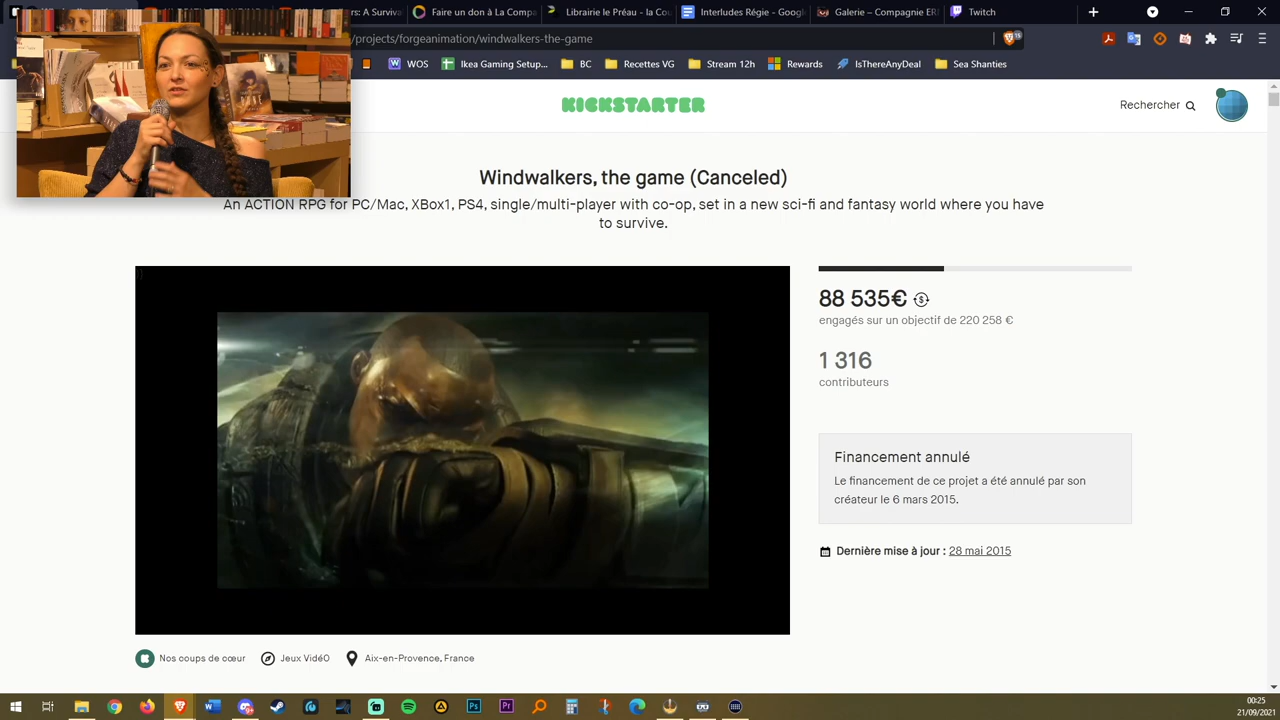 rs: A Surviva
Faire un don à La Compa
Librairie le Préau - la Cou
Interludes Régie - Google
Galerie – Compagnie ERF
Twitch
/projects/forgeanimation/windwalkers-the-game
WOS
Ikea Gaming Setup...
BC
Recettes VG
Stream 12h
Rewards
IsThereAnyDeal
Sea Shanties
KICKSTARTER
Rechercher
Windwalkers, the game (Canceled)
An ACTION RPG for PC/Mac, XBox1, PS4, single/multi-player with co-op, set in a new sci-fi and fantasy world where you have
to survive.
88 535€
engagés sur un objectif de 220 258 €
1 316
contributeurs
Financement annulé
Le financement de ce projet a été annulé par son
créateur le 6 mars 2015.
Dernière mise à jour : 28 mai 2015
Nos coups de cœur
Jeux VidéO
Aix-en-Provence, France
00:25
21/09/2021